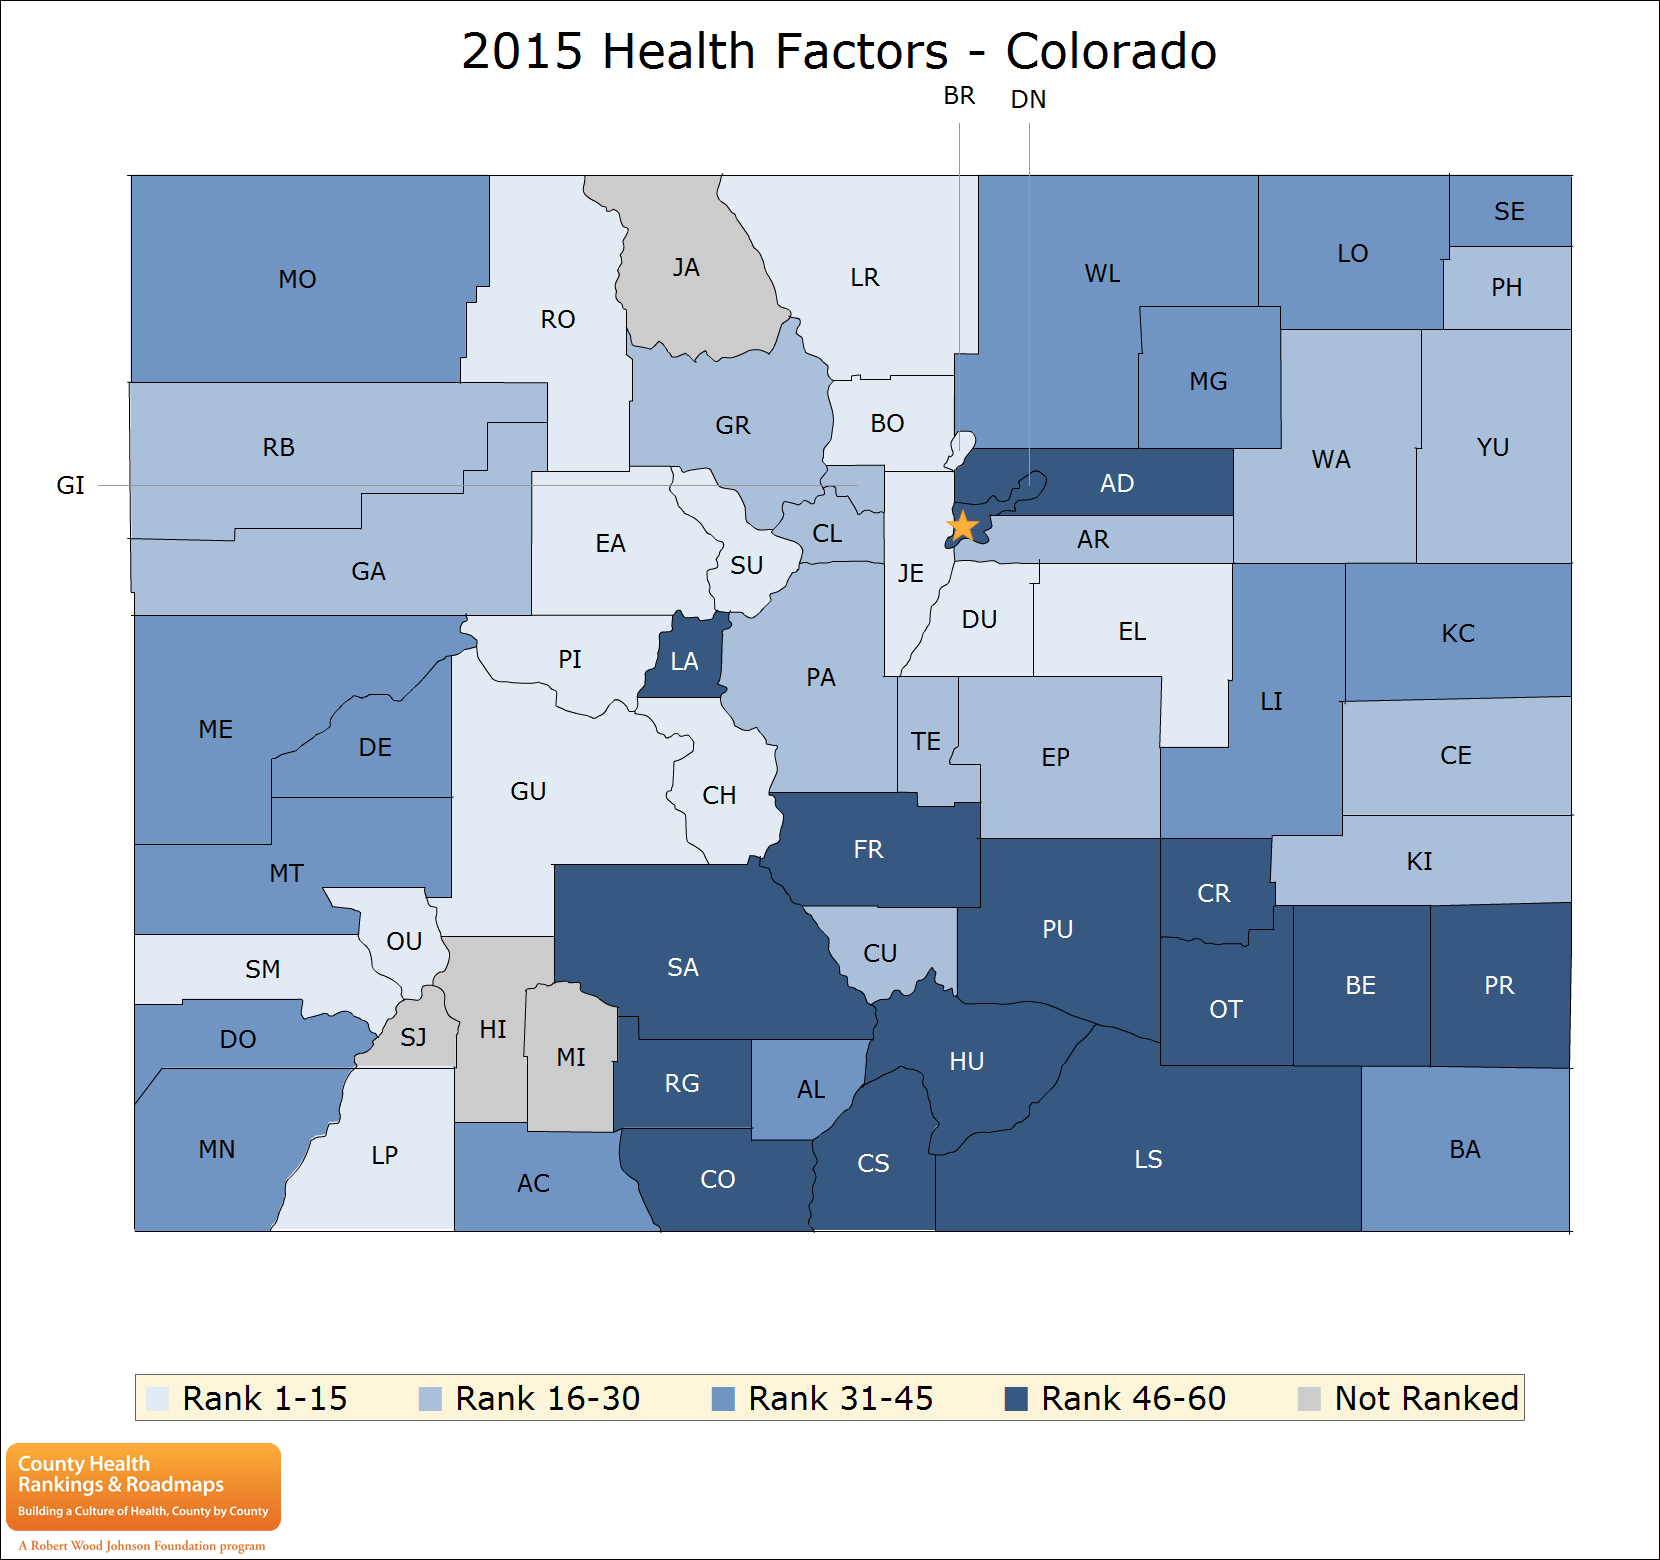 2015 Health Factors - Colorado
BR
DN
SE
LO
JA
WL
LR
MO
PH
RO
MG
BO
GR
RB
YU
WA
AD
GI
CL
AR
EA
SU
GA
JE
DU
EL
KC
PI
LA
PA
LI
ME
TE
DE
CE
EP
GU
CH
FR
KI
MT
CR
PU
OU
CU
SA
SM
BE
PR
OT
HI
SJ
DO
MI
HU
RG
AL
MN
BA
LP
LS
CS
CO
AC
Rank 1-15
Rank 16-30
Rank 31-45
Rank 46-60
Not Ranked
County Health
Rankings & Roadmaps
Building a Culture of Health, County by County
A Robert Wood Johnson Foundation program